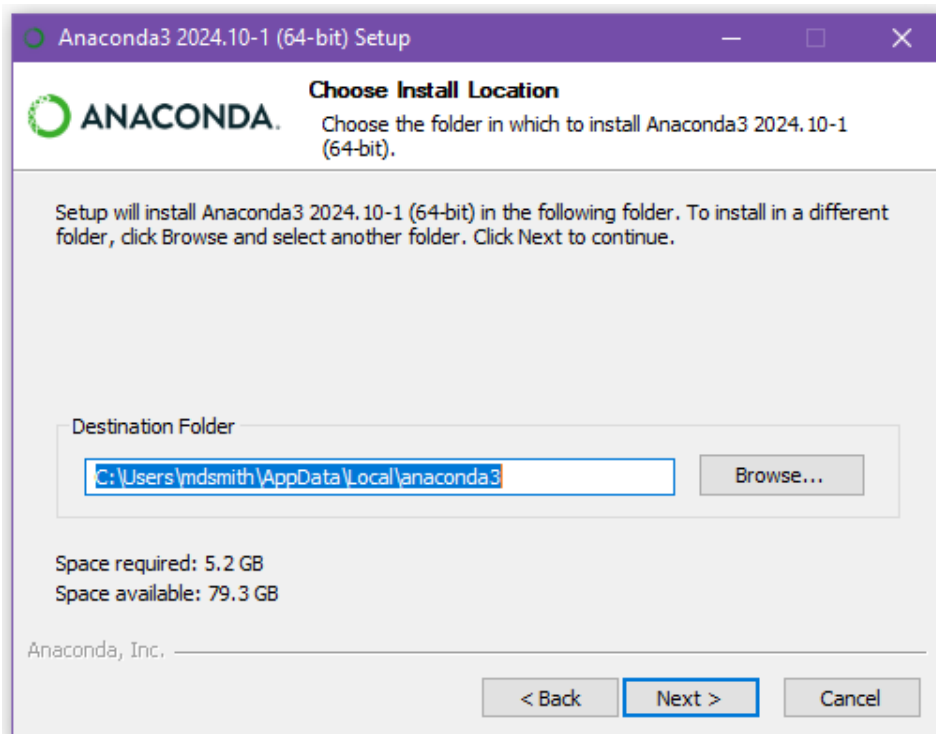 Anaconda3 2024.10-1 (64-bit) Setup
ANACONDA.
Choose Install Location
Choose the folder in which to install Anaconda3 2024.10-1
(64-bit).
Setup will install Anaconda3 2024.10-1 (64-bit) in the following folder. To install in a different
folder, click Browse and select another folder. Click Next to continue.
Destination Folder
C:\Users\mdsmith\AppData\Local\anaconda3
Browse...
Space required: 5.2 GB
Space available: 79.3 GB
Anaconda, Inc.
< Back
Next >
Cancel